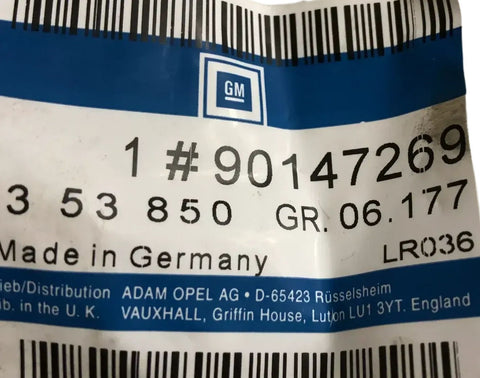 GM
1 # 90147269
3 53 850 GR. 06.177
Made in Germany LR036
ieb/Distribution ADAM OPEL AG • D-65423 Rüsselsheim
ib. in the U. K. VAUXHALL, Griffin House, Luton LU1 3YT. England